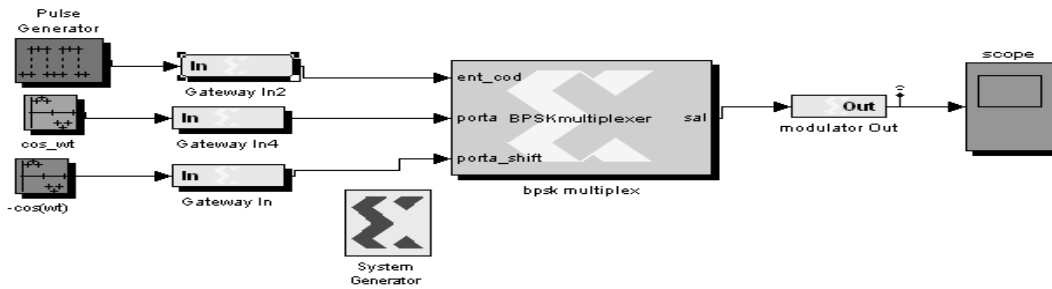 Pulse
Generator
In
Gateway In2
cos_wt
In
Gateway In4
-cos(wt)
In
Gateway In
ent_cod
porta
BPSKmultiplexer
sal
porta_shift
bpsk multiplex
System
Generator
Out
modulator Out
scope